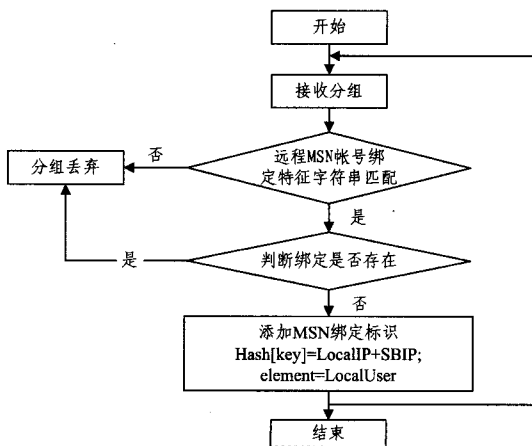 开始
接收分组
远程MSN帐号绑
定特征字符串匹配
否
分组丢弃
是
判断绑定是否存在
是
否
添加MSN绑定标识
Hash[key]=LocalIP+SBIP;
element=LocalUser
结束